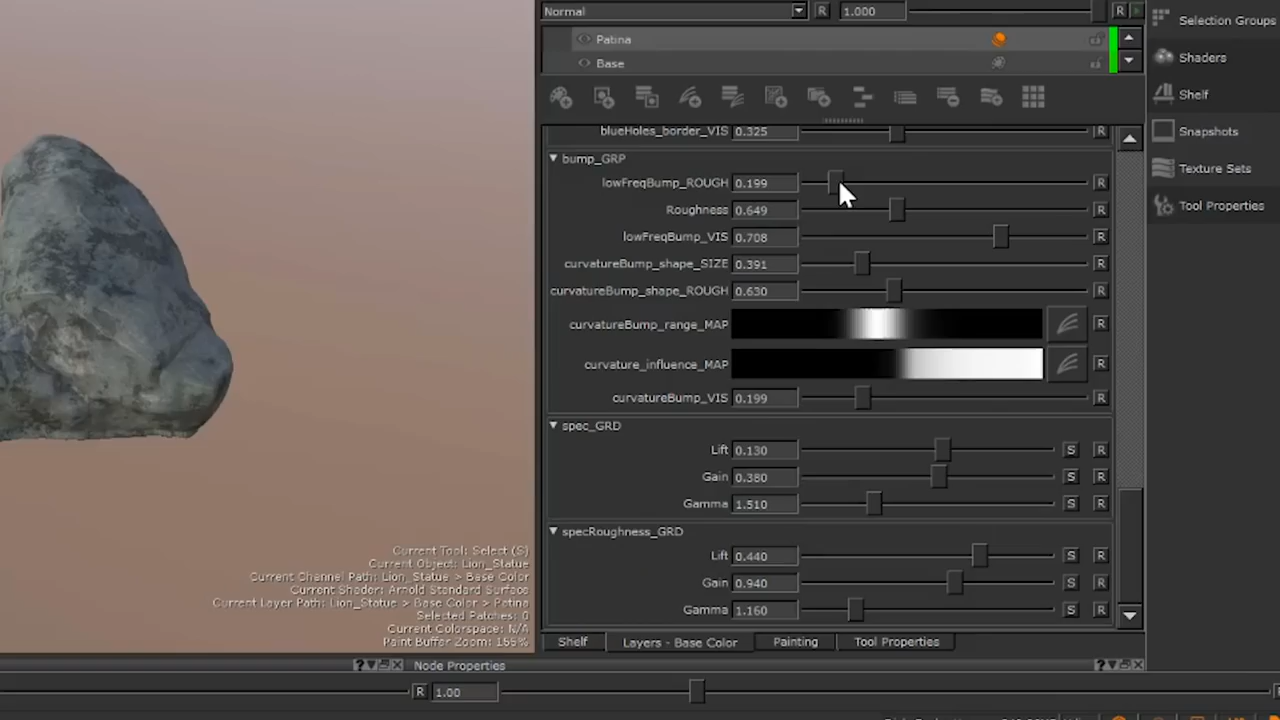 Normal R 1.000 R
Selection Groups
Patina
Shaders
Base
Shelf
Snapshots
Texture Sets
Tool Properties
blueHoles_border_VIS 0.325 R
bump_GRP
lowFreqBump_ROUGH 0.199 R
Roughness 0.649 R
lowFreqBump_VIS 0.708 R
curvatureBump_shape_SIZE 0.391 R
curvatureBump_shape_ROUGH 0.630 R
curvatureBump_range_MAP R
curvature_influence_MAP R
curvatureBump_VIS 0.199 R
spec_GRD
Lift 0.130 S R
Gain 0.380 S R
Gamma 1.510 S R
specRoughness_GRD
Lift 0.440 S R
Gain 0.940 S R
Gamma 1.160 S R
Current Tool: Select (S)
Current Object: Lion_Statue
Current Channel Path: Lion_Statue > Base Color
Current Shader: Arnold Standard Surface
Current Layer Path: Lion_Statue > Base Color > Patina
Selected Patches: 0
Current Colorspace: N/A
Paint Buffer Zoom: 155%
Shelf Layers - Base Color Painting Tool Properties
Node Properties
R 1.00